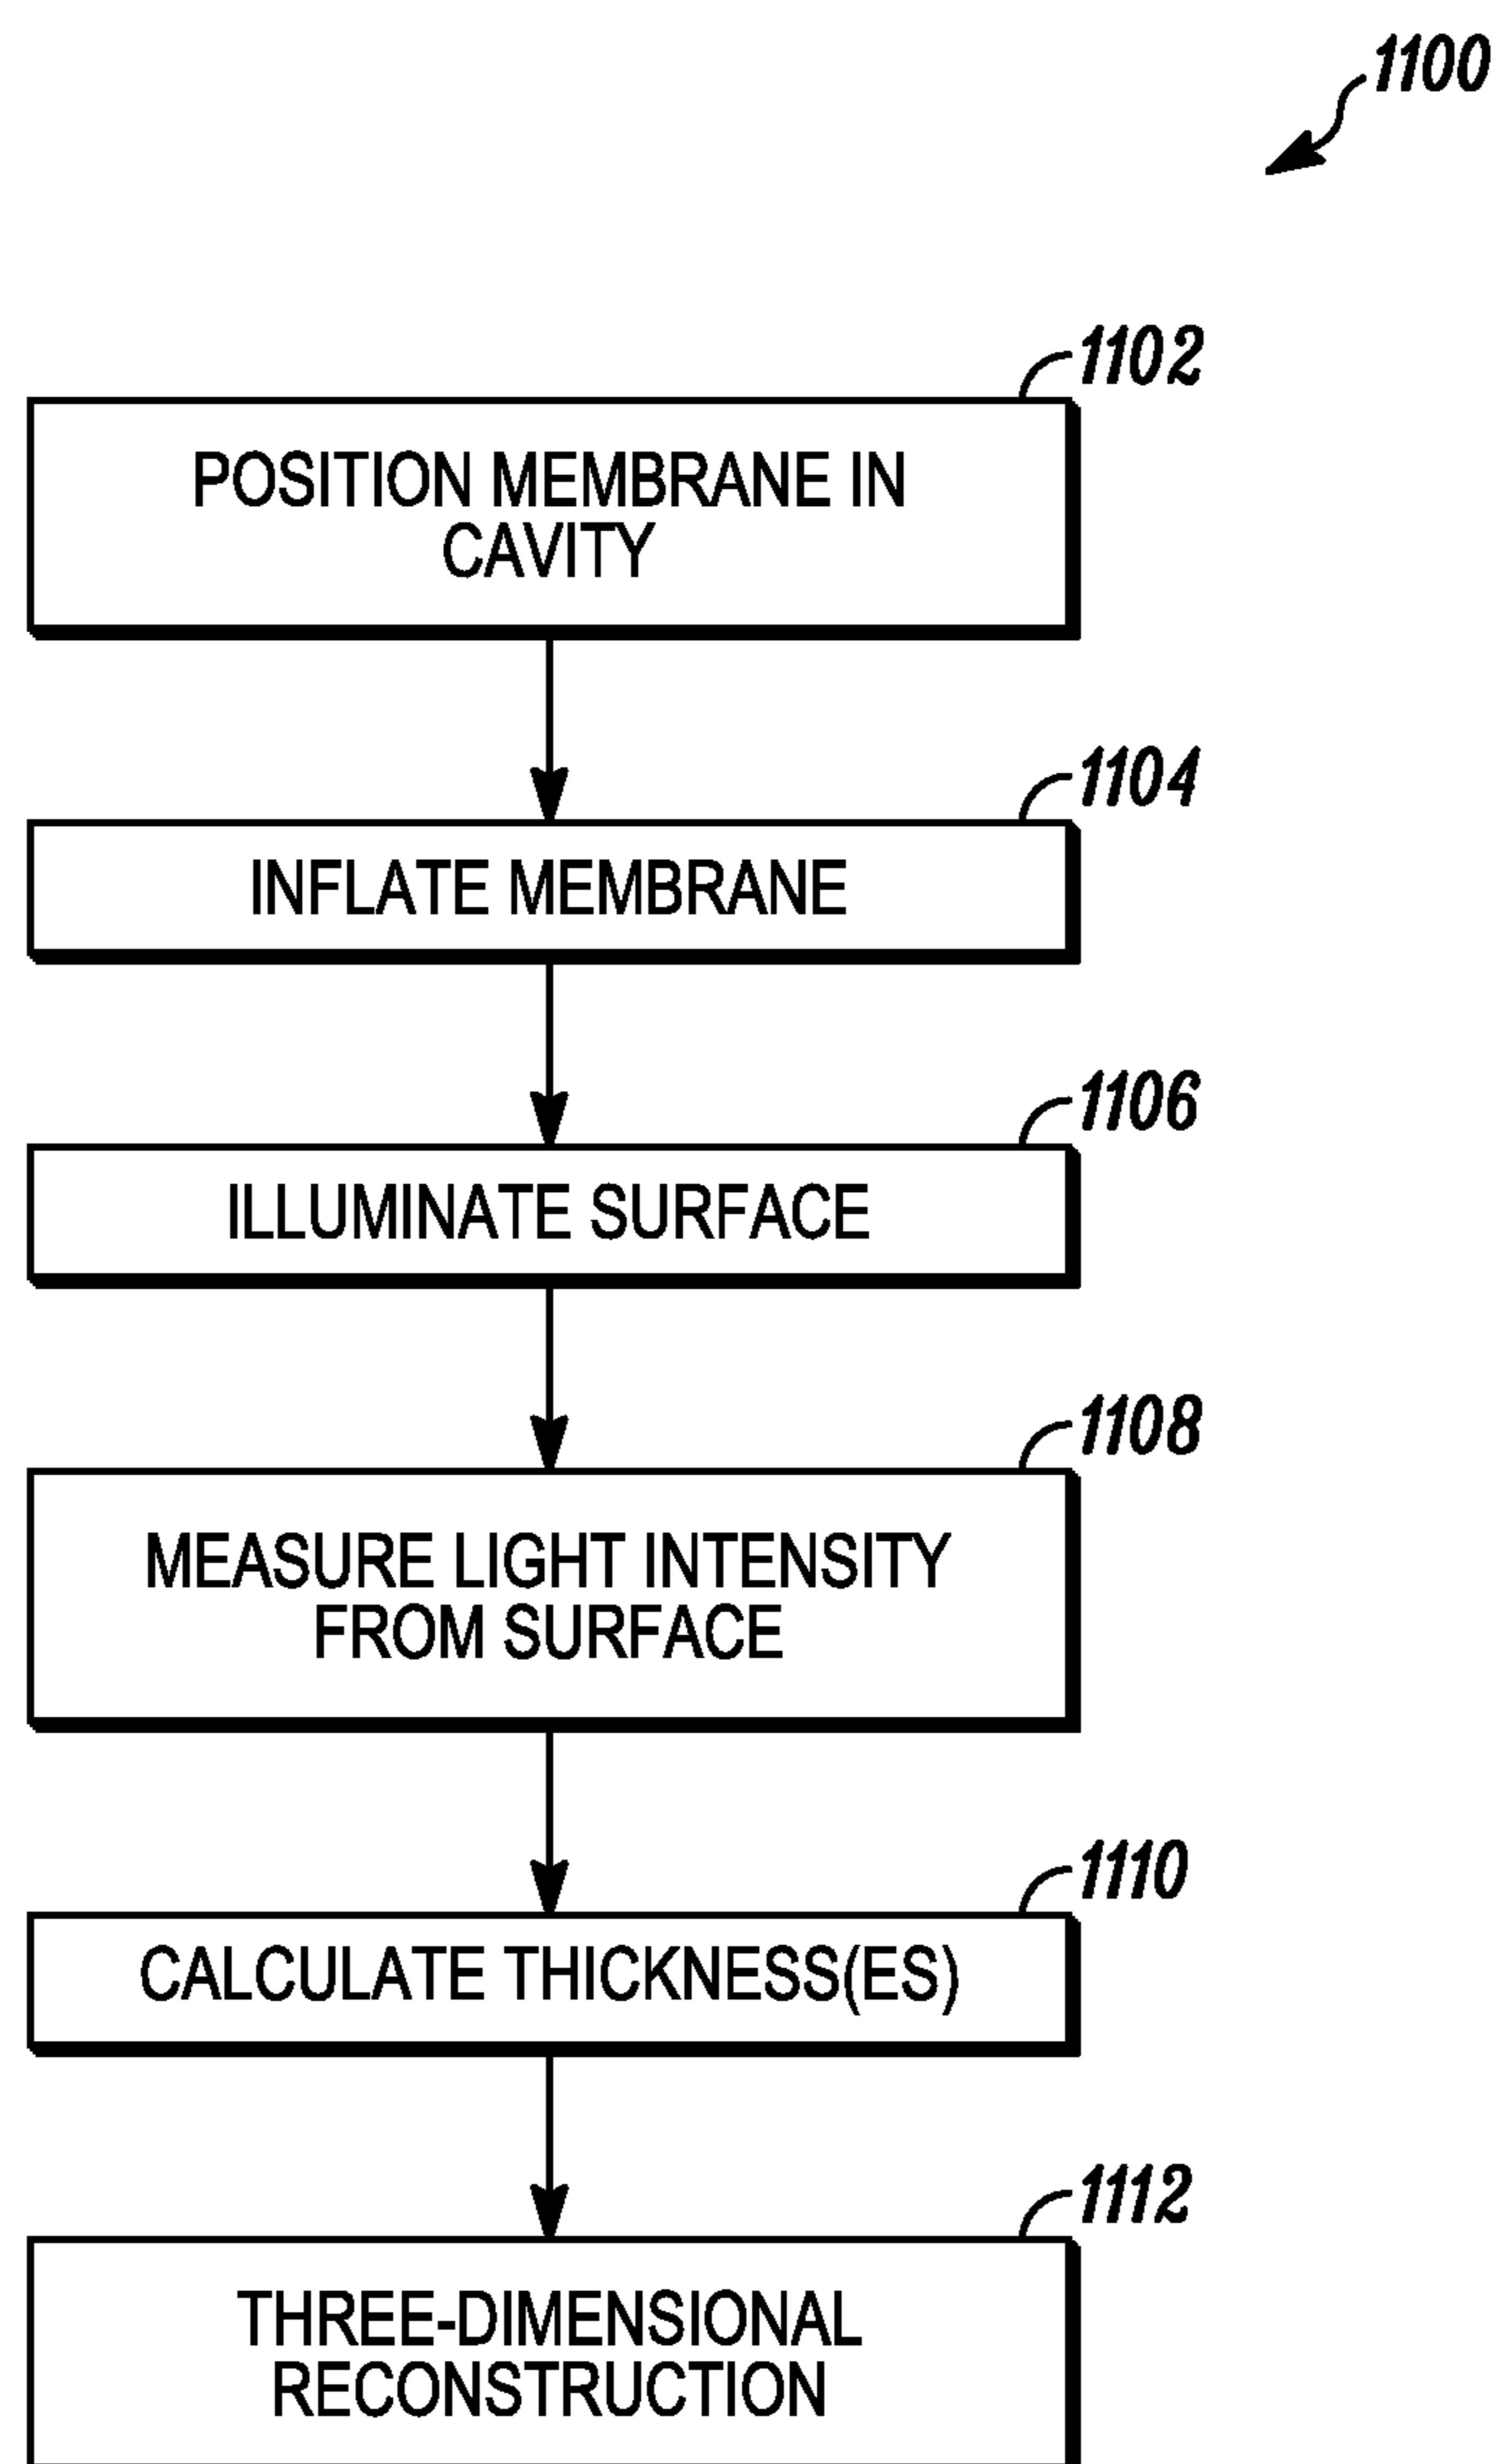 1100
1102
POSITION MEMBRANE IN
CAVITY
1104
INFLATE MEMBRANE
1106
ILLUMINATE SURFACE
1108
MEASURE LIGHT INTENSITY
FROM SURFACE
1110
CALCULATE THICKNESS(ES)
1112
THREE-DIMENSIONAL
RECONSTRUCTION